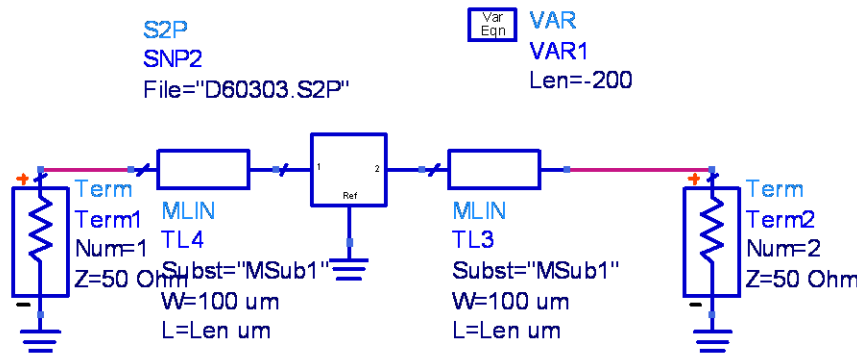 S2P
SNP2
File="D60303.S2P"
Var
Eqn
VAR
VAR1
Len=-200
+
Term
Term1
Num=1
Z=50 Ohm
-
MLIN
TL4
Subst="MSub1"
W=100 um
L=Len um
1
2
Ref
MLIN
TL3
Subst="MSub1"
W=100 um
L=Len um
+
Term
Term2
Num=2
Z=50 Ohm
-